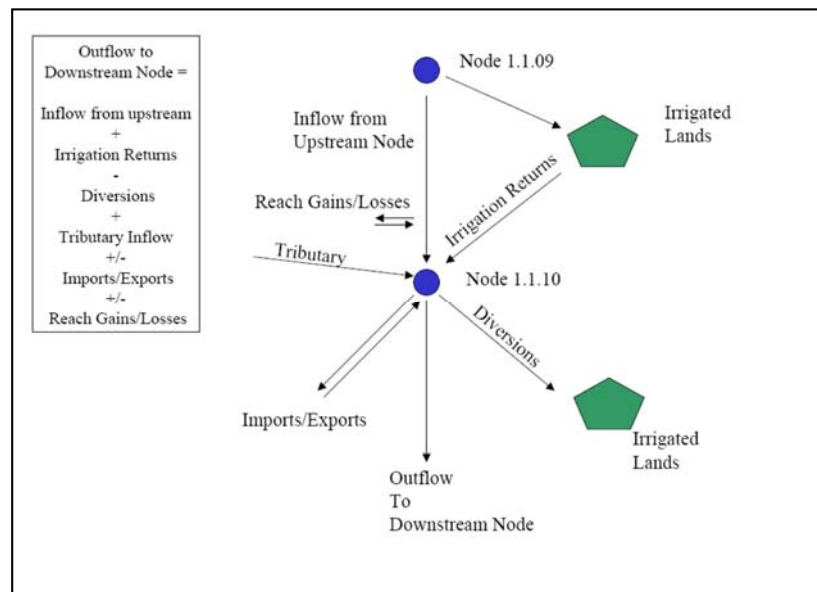 Outflow to
Downstream Node =
Inflow from upstream
+
Irrigation Returns
-
Diversions
+
Tributary Inflow
+/-
Imports/Exports
+/-
Reach Gains/Losses
Node 1.1.09
Inflow from
Upstream Node
Irrigated
Lands
Reach Gains/Losses
Irrigation Returns
Tributary
Node 1.1.10
Diversions
Imports/Exports
Irrigated
Lands
Outflow
To
Downstream Node